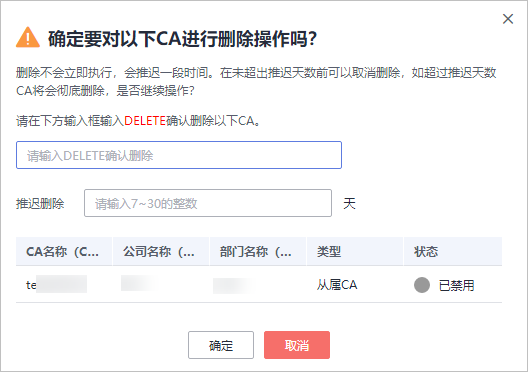 确定要对以下CA进行删除操作吗？
删除不会立即执行，会推迟一段时间。在未超出推迟天数前可以取消删除，如超过推迟天数
CA将会彻底删除，是否继续操作？
请在下方输入框输入DELETE确认删除以下CA。
请输入DELETE确认删除
推迟删除 请输入7~30的整数 天
CA名称（C... 公司名称（... 部门名称（... 类型 状态
te 从属CA 已禁用
确定 取消